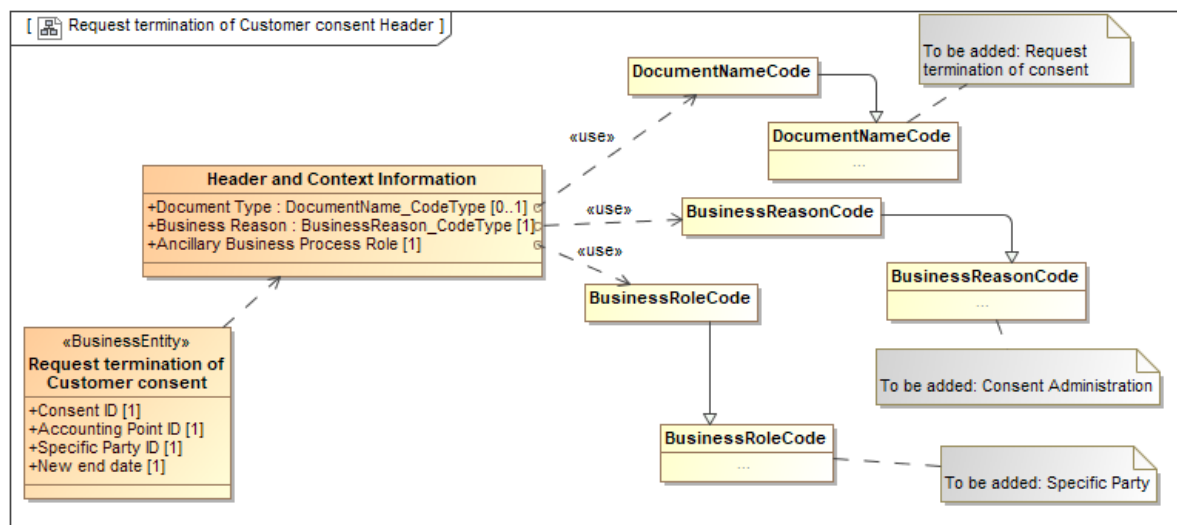 [ Request termination of Customer consent Header ]
To be added: Request
termination of consent
DocumentNameCode
DocumentNameCode
...
«use»
Header and Context Information
+Document Type : DocumentName_CodeType [0..1]
+Business Reason : BusinessReason_CodeType [1]
+Ancillary Business Process Role [1]
«use»
BusinessReasonCode
«use»
BusinessReasonCode
...
BusinessRoleCode
«BusinessEntity»
Request termination of
Customer consent
+Consent ID [1]
+Accounting Point ID [1]
+Specific Party ID [1]
+New end date [1]
To be added: Consent Administration
BusinessRoleCode
...
To be added: Specific Party